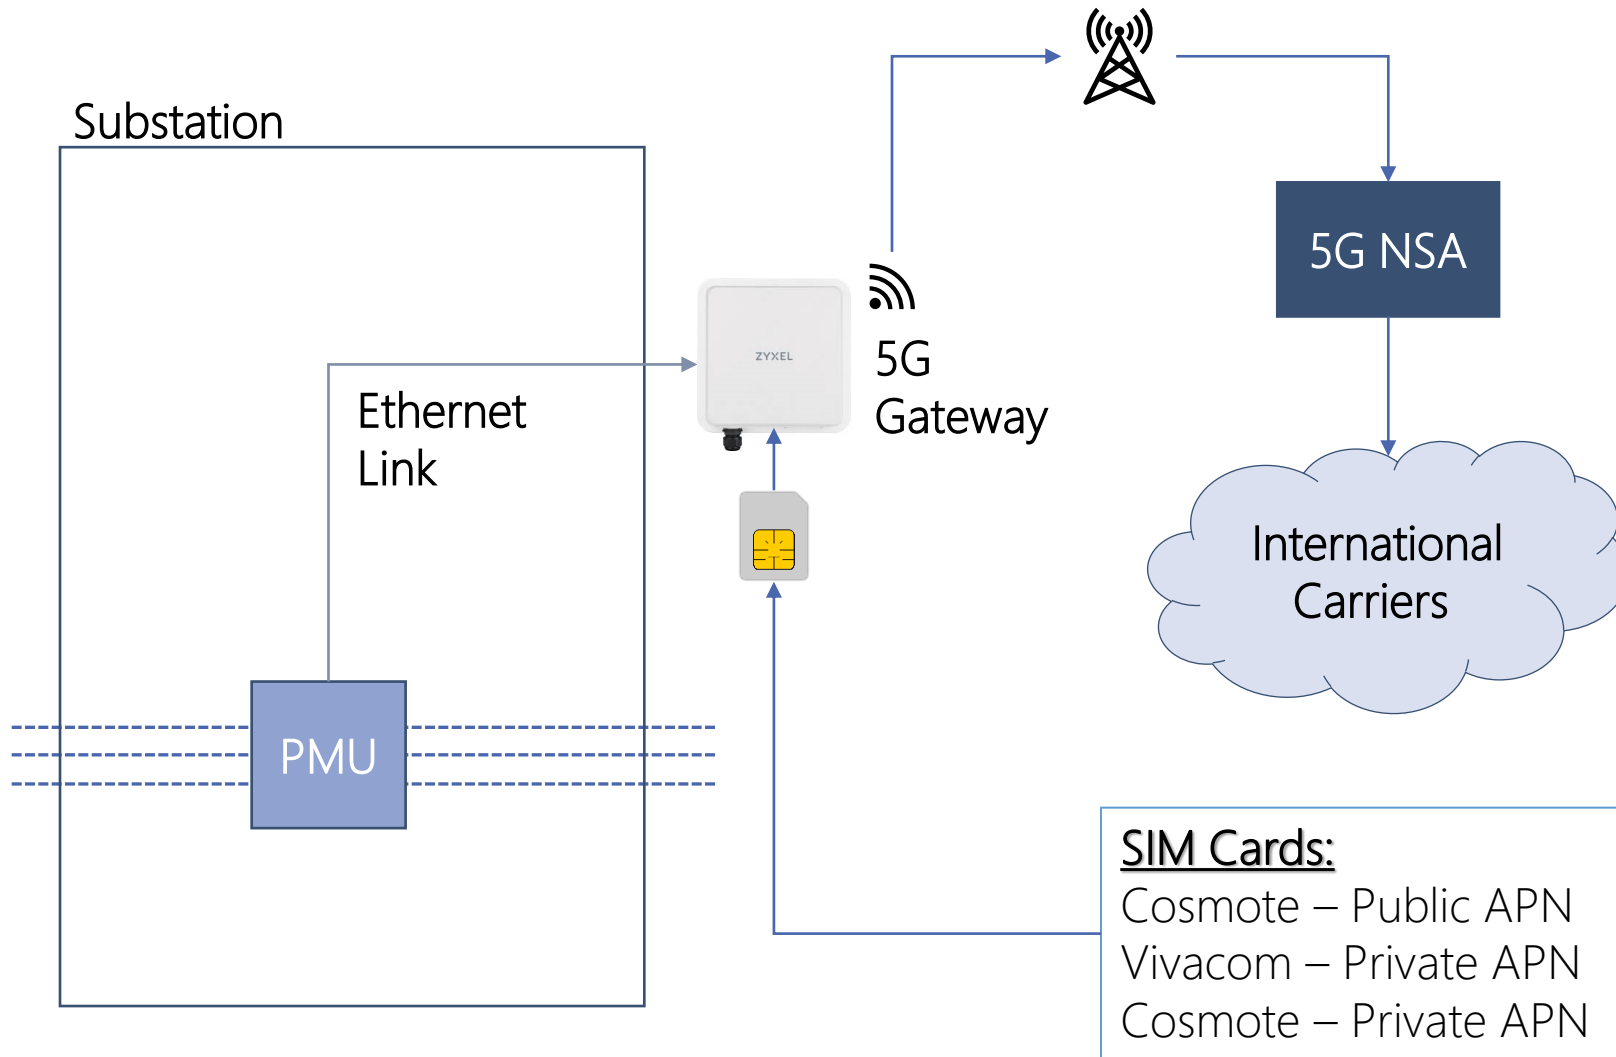 Substation
5G NSA
ZYXEL
5G
Gateway
Ethernet
Link
International
Carriers
PMU
SIM Cards:
Cosmote – Public APN
Vivacom – Private APN
Cosmote – Private APN